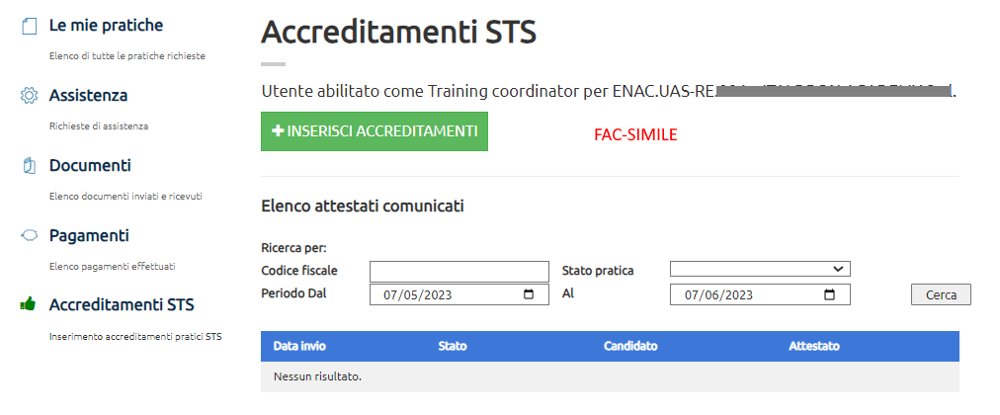 Le mie pratiche
Elenco di tutte le pratiche richieste
Assistenza
Richieste di assistenza
Documenti
Elenco documenti inviati e ricevuti
Pagamenti
Elenco pagamenti effettuati
Accreditamenti STS
Inserimento accreditamenti pratici STS
Accreditamenti STS
Utente abilitato come Training coordinator per ENAC.UAS-RE.
INSERISCI ACCREDITAMENTI
FAC-SIMILE
Elenco attestati comunicati
Ricerca per:
Codice fiscale Stato pratica
Periodo Dal 07/05/2023 Al 07/06/2023 Cerca
Data invio Stato Candidato Attestato
Nessun risultato.